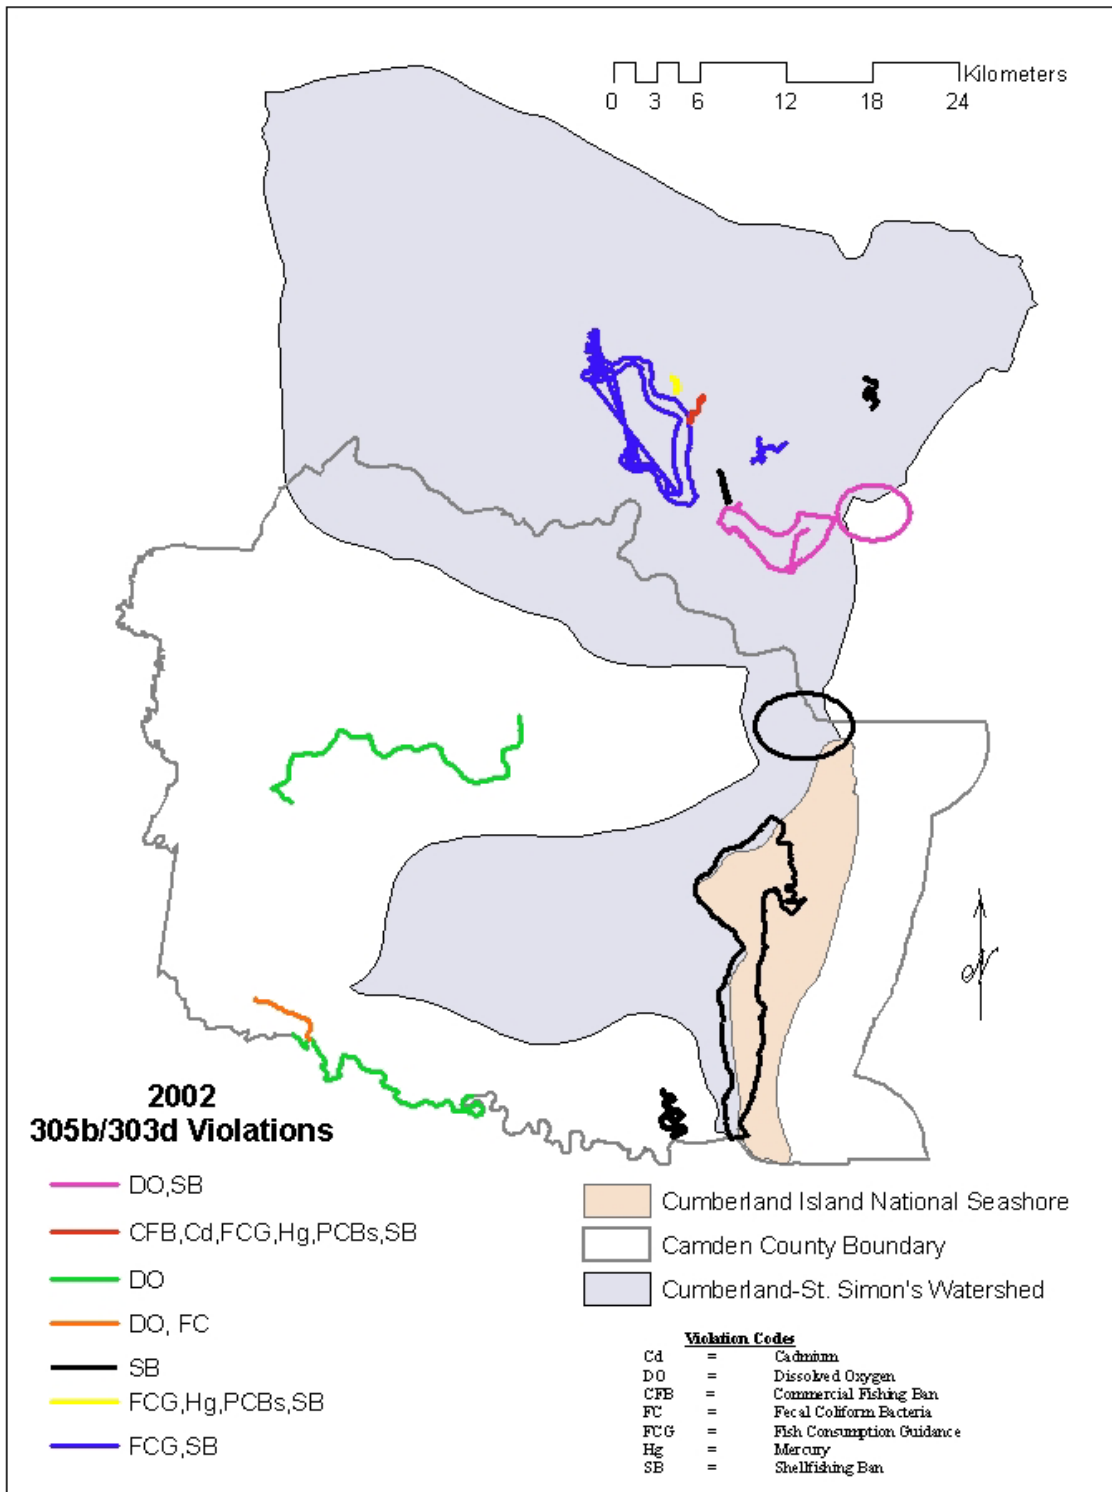 Kilometers
0 3 6 12 18 24
N
2002
305b/303d Violations
DO,SB
CFB,Cd,FCG,Hg,PCBs,SB
DO
DO, FC
SB
FCG,Hg,PCBs,SB
FCG,SB
Cumberland Island National Seashore
Camden County Boundary
Cumberland-St. Simon's Watershed
Violation Codes
Cd = Cadmium
DO = Dissolved Oxygen
CFB = Commercial Fishing Ban
FC = Fecal Coliform Bacteria
FCG = Fish Consumption Guidance
Hg = Mercury
SB = Shellfishing Ban